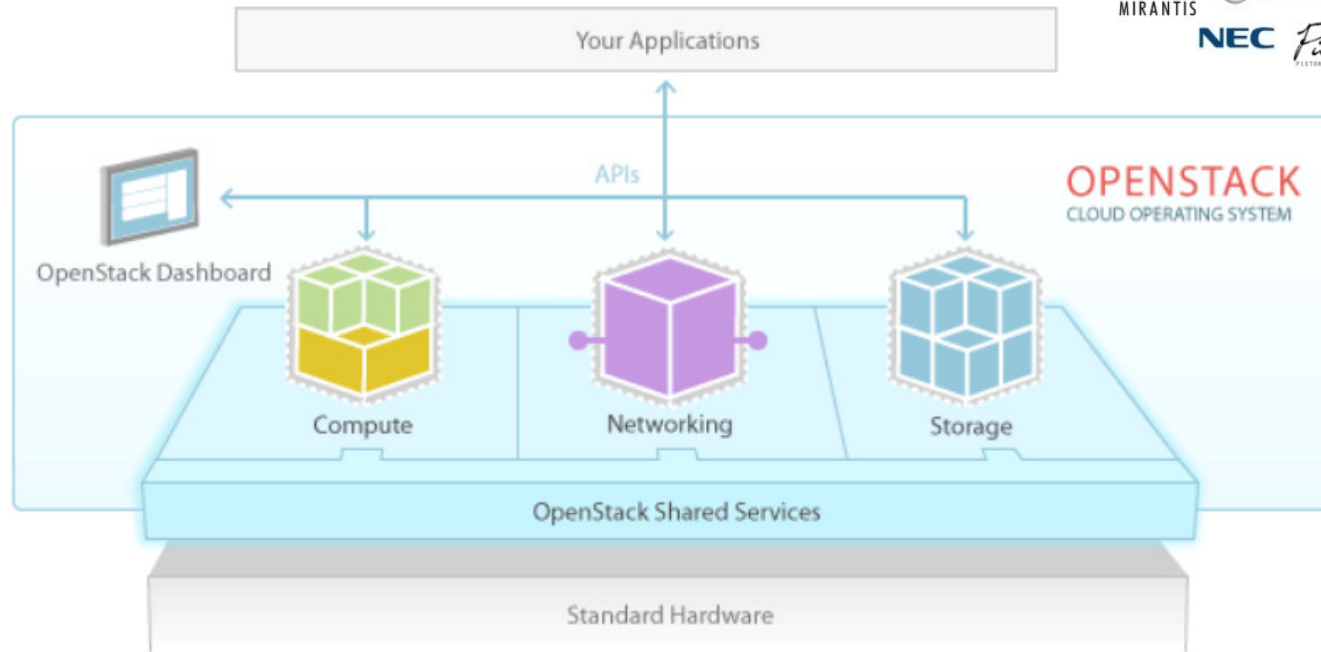 MIRANTIS
NEC
Your Applications
APIs
OPENSTACK
CLOUD OPERATING SYSTEM
OpenStack Dashboard
Compute
Networking
Storage
OpenStack Shared Services
Standard Hardware